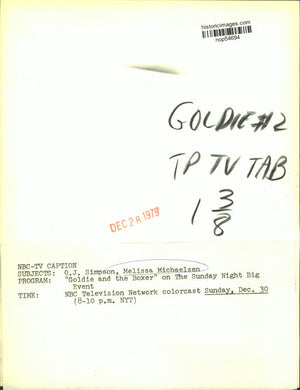 historicimages.com
nop54694
GOLDIE #2
TP TV TAB
1 3/8
DEC 28 1979
NBC-TV CAPTION
SUBJECTS: O.J. Simpson, Melissa Michaelsen
PROGRAM: "Goldie and the Boxer" on The Sunday Night Big
Event
TIME: NBC Television Network colorcast Sunday, Dec. 30
(8-10 p.m. NYT)